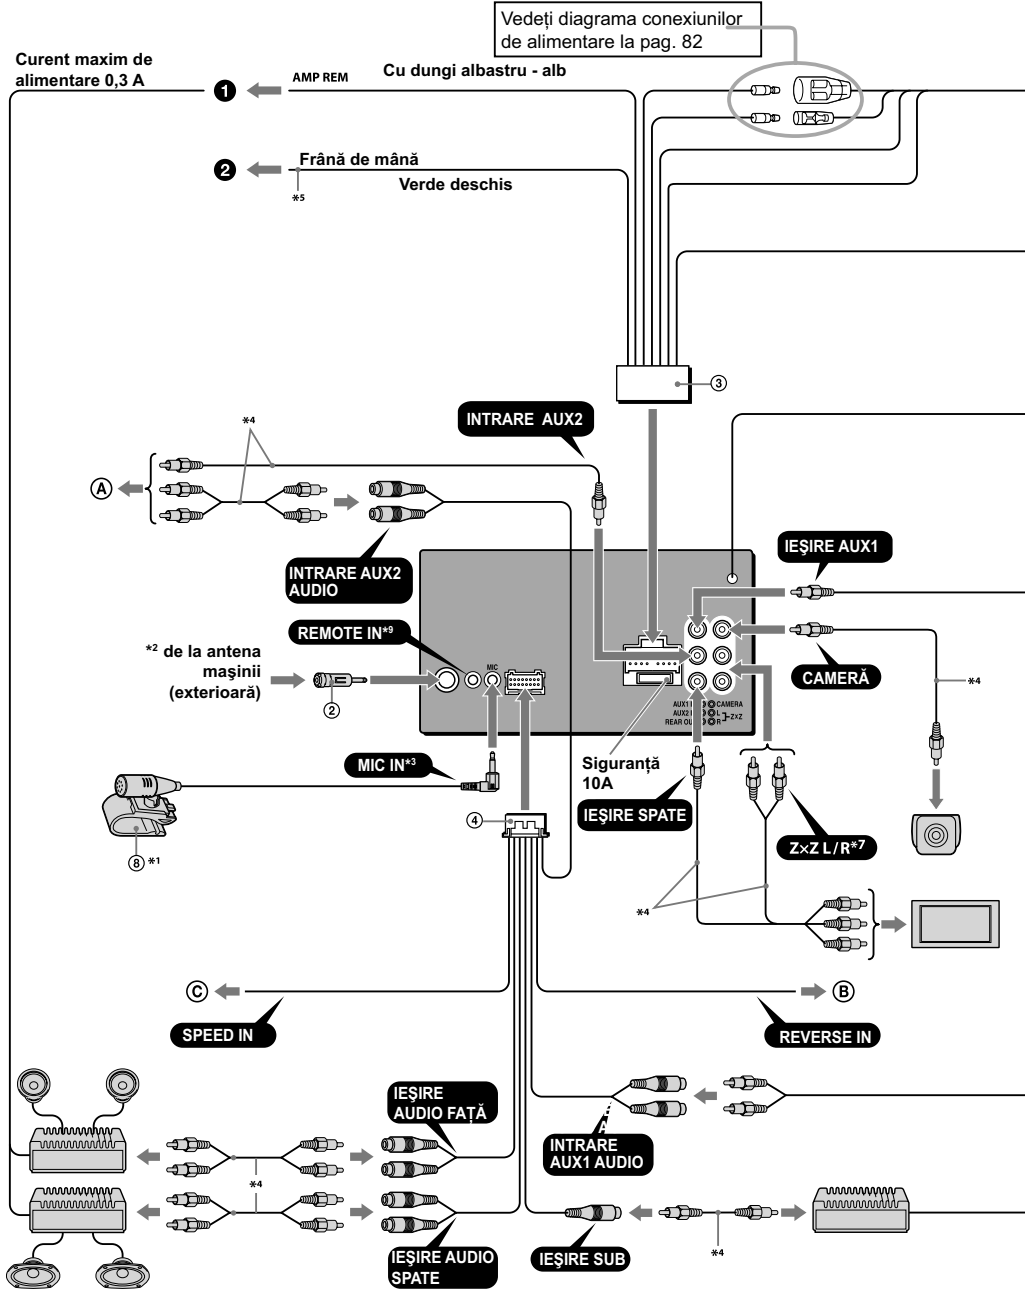 Vedeți diagrama conexiunilor
de alimentare la pag. 82
Curent maxim de
alimentare 0,3 A
1
AMP REM
Cu dungi albastru - alb
2
Frână de mână
Verde deschis
*5
3
INTRARE AUX2
*4
A
INTRARE AUX2
AUDIO
IEŞIRE AUX1
REMOTE IN*9
*2 de la antena
maşinii
(exterioară)
MIC
2
CAMERĂ
*4
AUX1 CAMERA
AUX2 L
REAR OU R
Z×Z
Siguranță
10A
MIC IN*3
IEŞIRE SPATE
4
Z×Z L/R*7
8 *1
*4
C
B
SPEED IN
REVERSE IN
IEŞIRE
AUDIO FAŢĂ
INTRARE
AUX1 AUDIO
*4
IEŞIRE AUDIO
SPATE
IEŞIRE SUB
*4